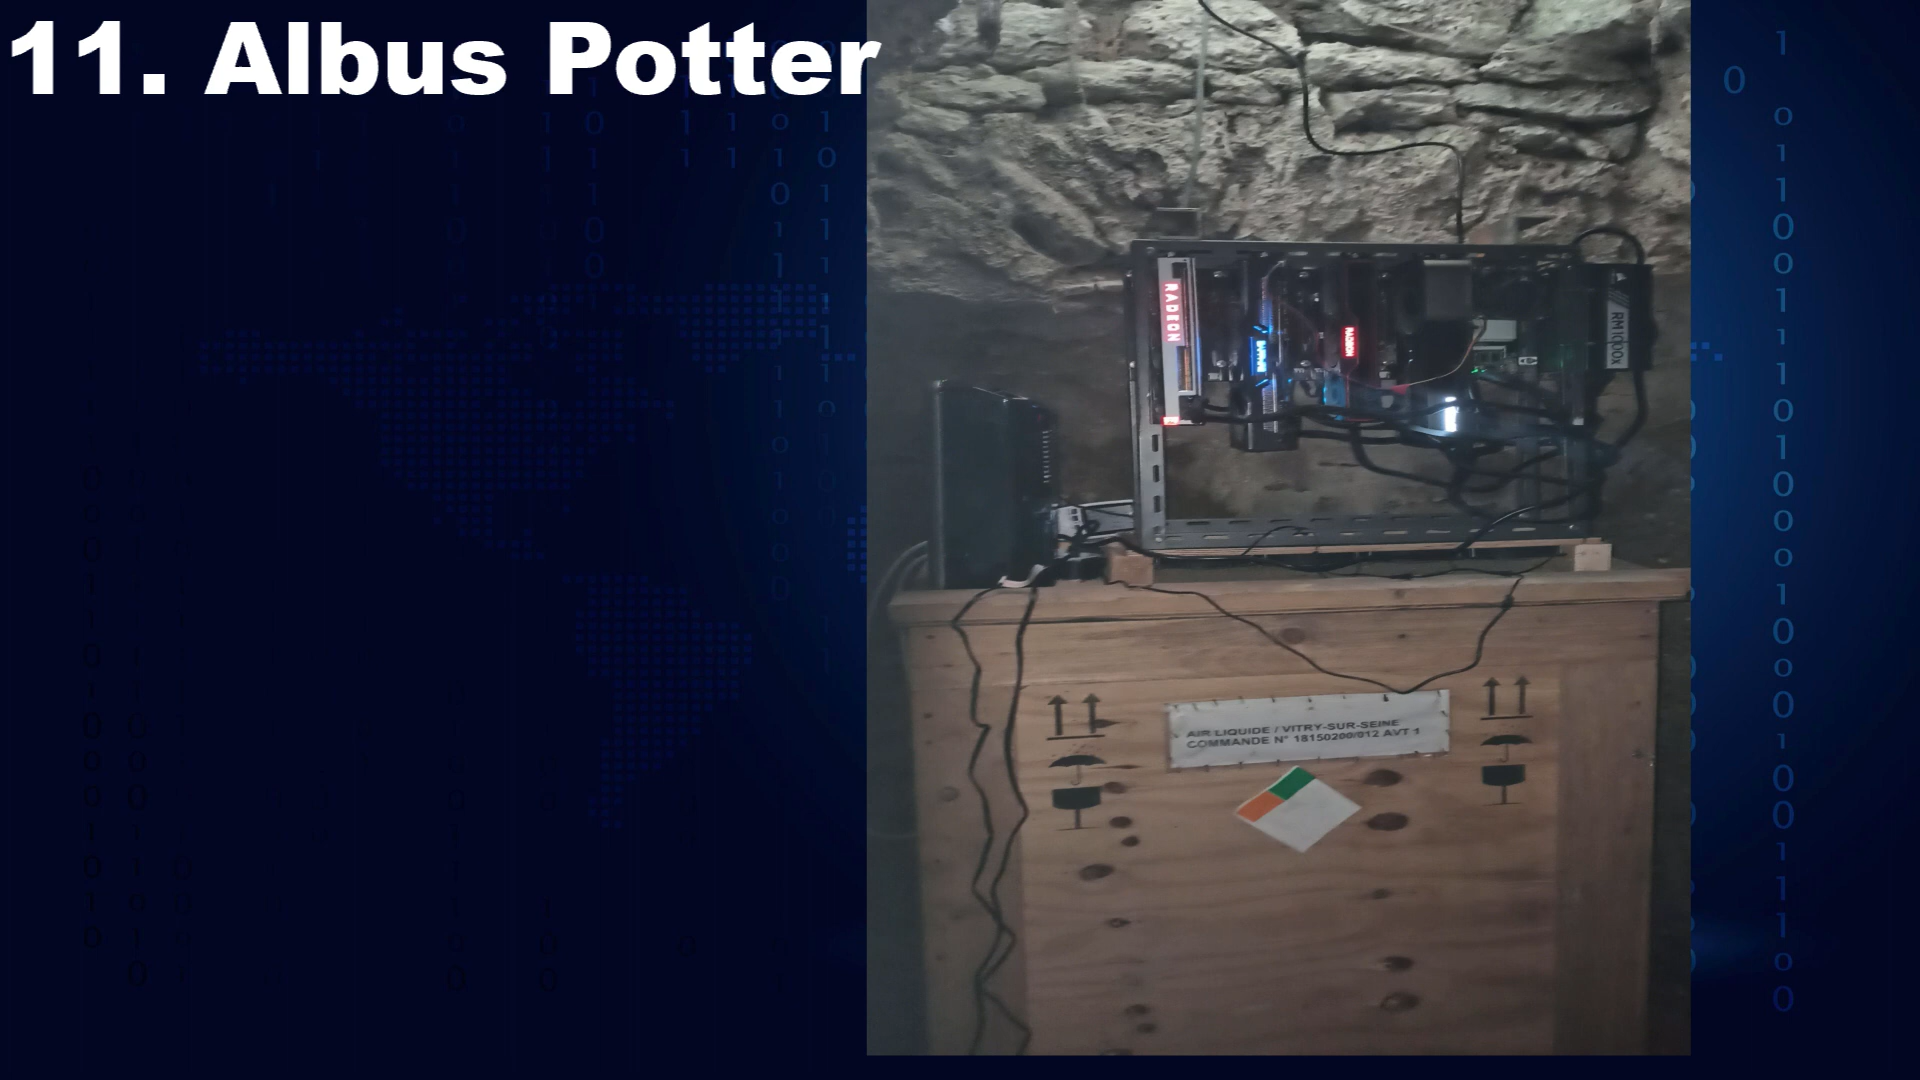 11. Albus Potter
RADEON
RADEON
RM1000x
AIR LIQUIDE / VITRY-SUR-SEINE
COMMANDE N° 18150200/012 AVT 1